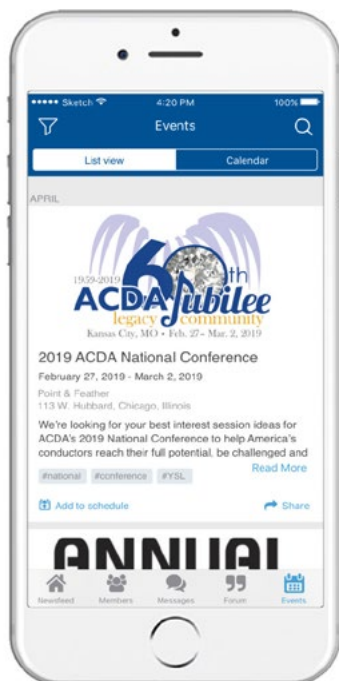 Sketch 4:20 PM 100%
Events
List view Calendar
APRIL
1959-2019 60th
ACDA Jubilee
legacy community
Kansas City, MO • Feb. 27 - Mar. 2, 2019
2019 ACDA National Conference
February 27, 2019 - March 2, 2019
Point & Feather
113 W. Hubbard, Chicago, Illinois
We're looking for your best interest session ideas for
ACDA's 2019 National Conference to help America's
conductors reach their full potential, be challenged and
Read More
#national #conference #YSL
Add to schedule Share
ANNUAL
Newsfeed Members Messages Forum Events